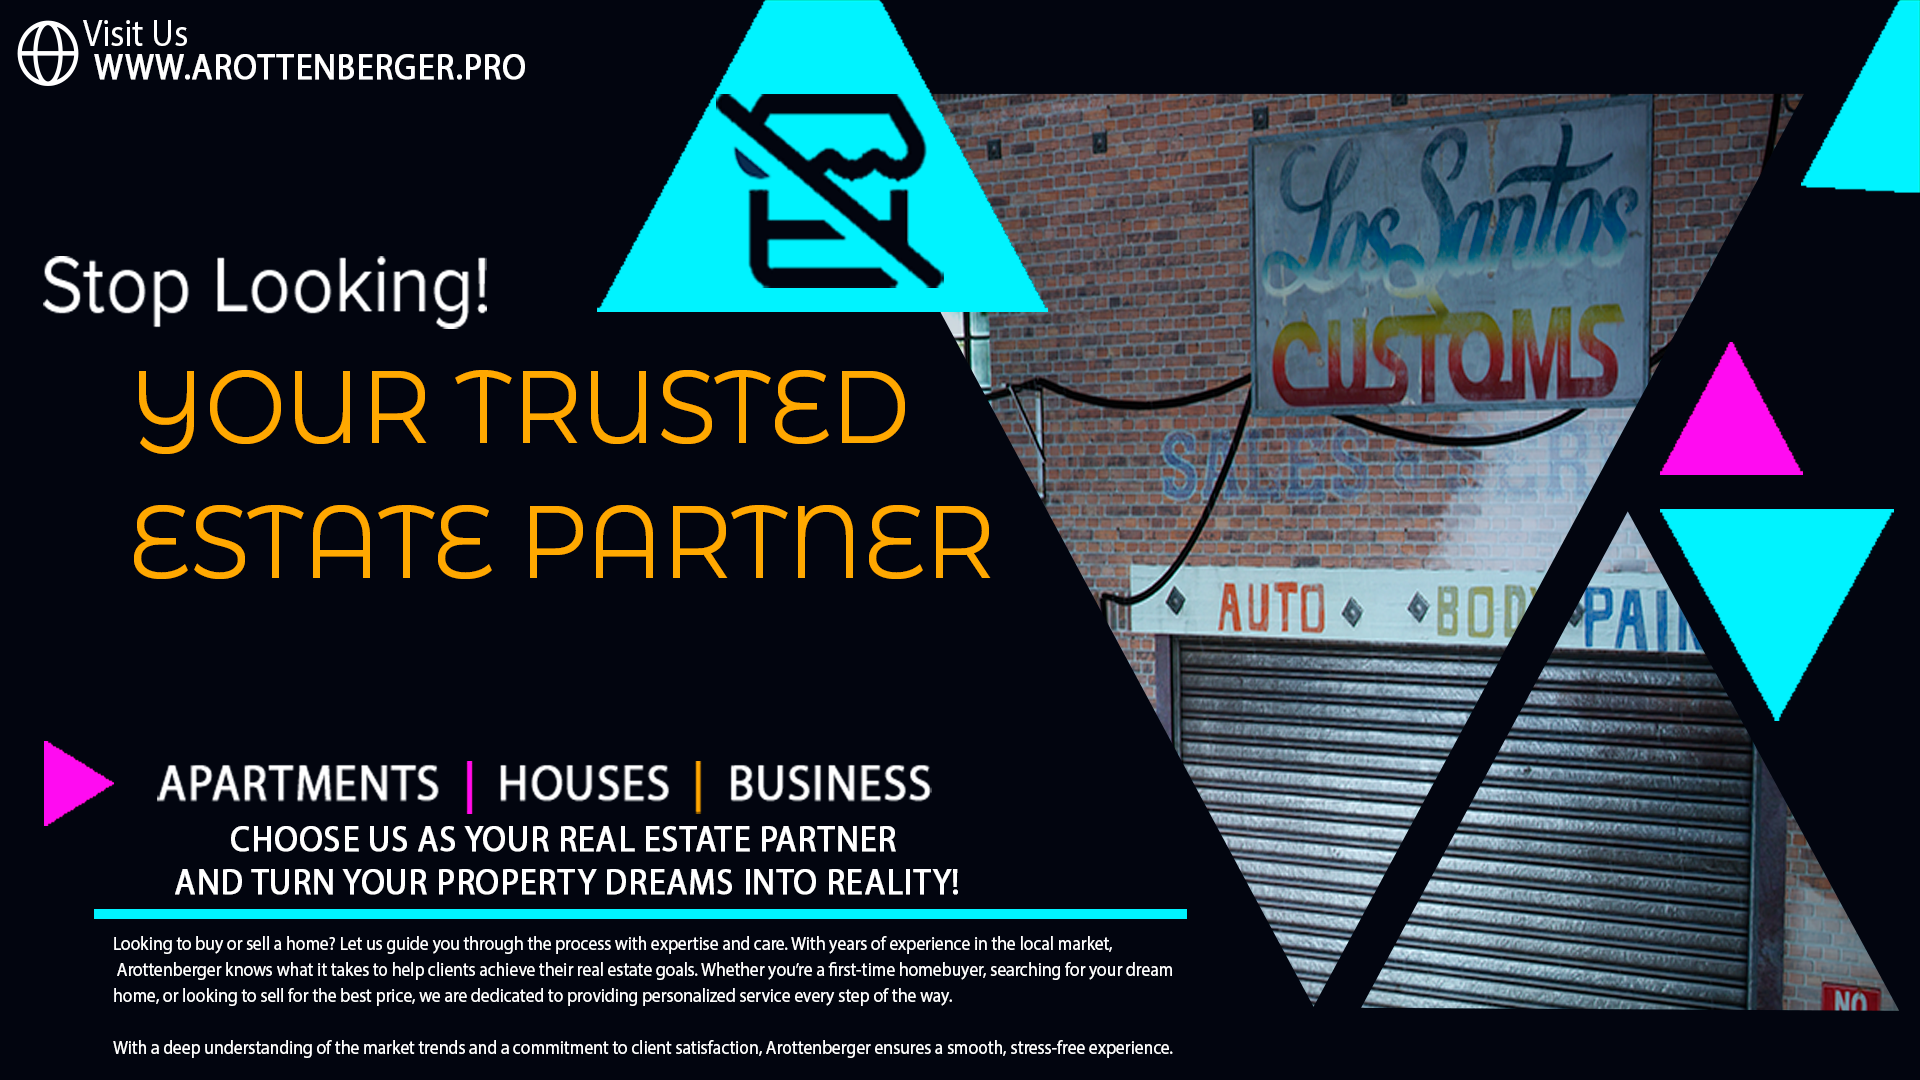 Visit Us
WWW.AROTTENBERGER.PRO
Stop Looking!
YOUR TRUSTED
ESTATE PARTNER
Los Santos
CUSTOMS
SALES &
AUTO BODY PAIN
APARTMENTS | HOUSES | BUSINESS
CHOOSE US AS YOUR REAL ESTATE PARTNER
AND TURN YOUR PROPERTY DREAMS INTO REALITY!
Looking to buy or sell a home? Let us guide you through the process with expertise and care. With years of experience in the local market,
Arottenberger knows what it takes to help clients achieve their real estate goals. Whether you're a first-time homebuyer, searching for your dream
home, or looking to sell for the best price, we are dedicated to providing personalized service every step of the way.
With a deep understanding of the market trends and a commitment to client satisfaction, Arottenberger ensures a smooth, stress-free experience.
NO